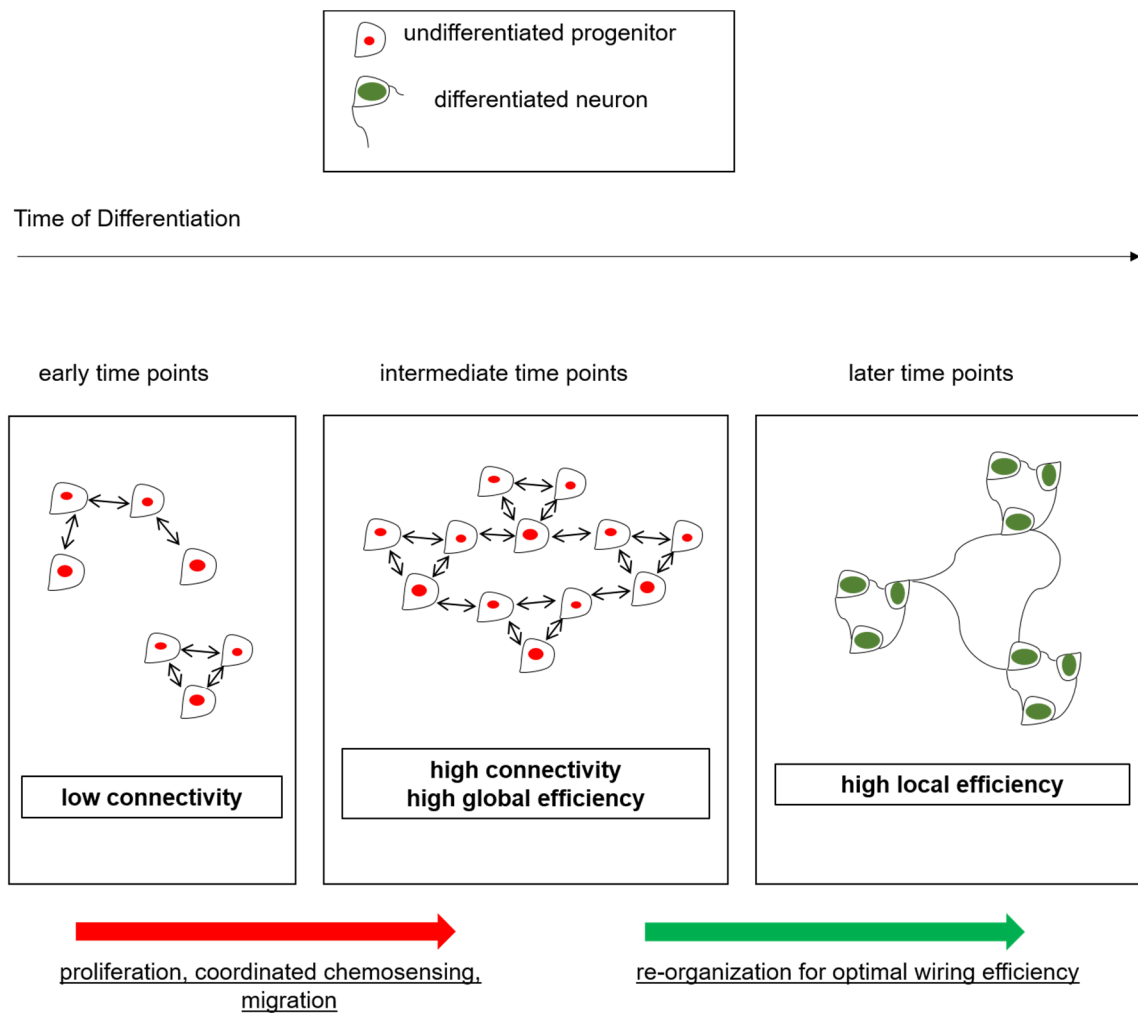 undifferentiated progenitor
differentiated neuron
Time of Differentiation
early time points
intermediate time points
later time points
low connectivity
high connectivity
high global efficiency
high local efficiency
proliferation, coordinated chemosensing,
migration
re-organization for optimal wiring efficiency